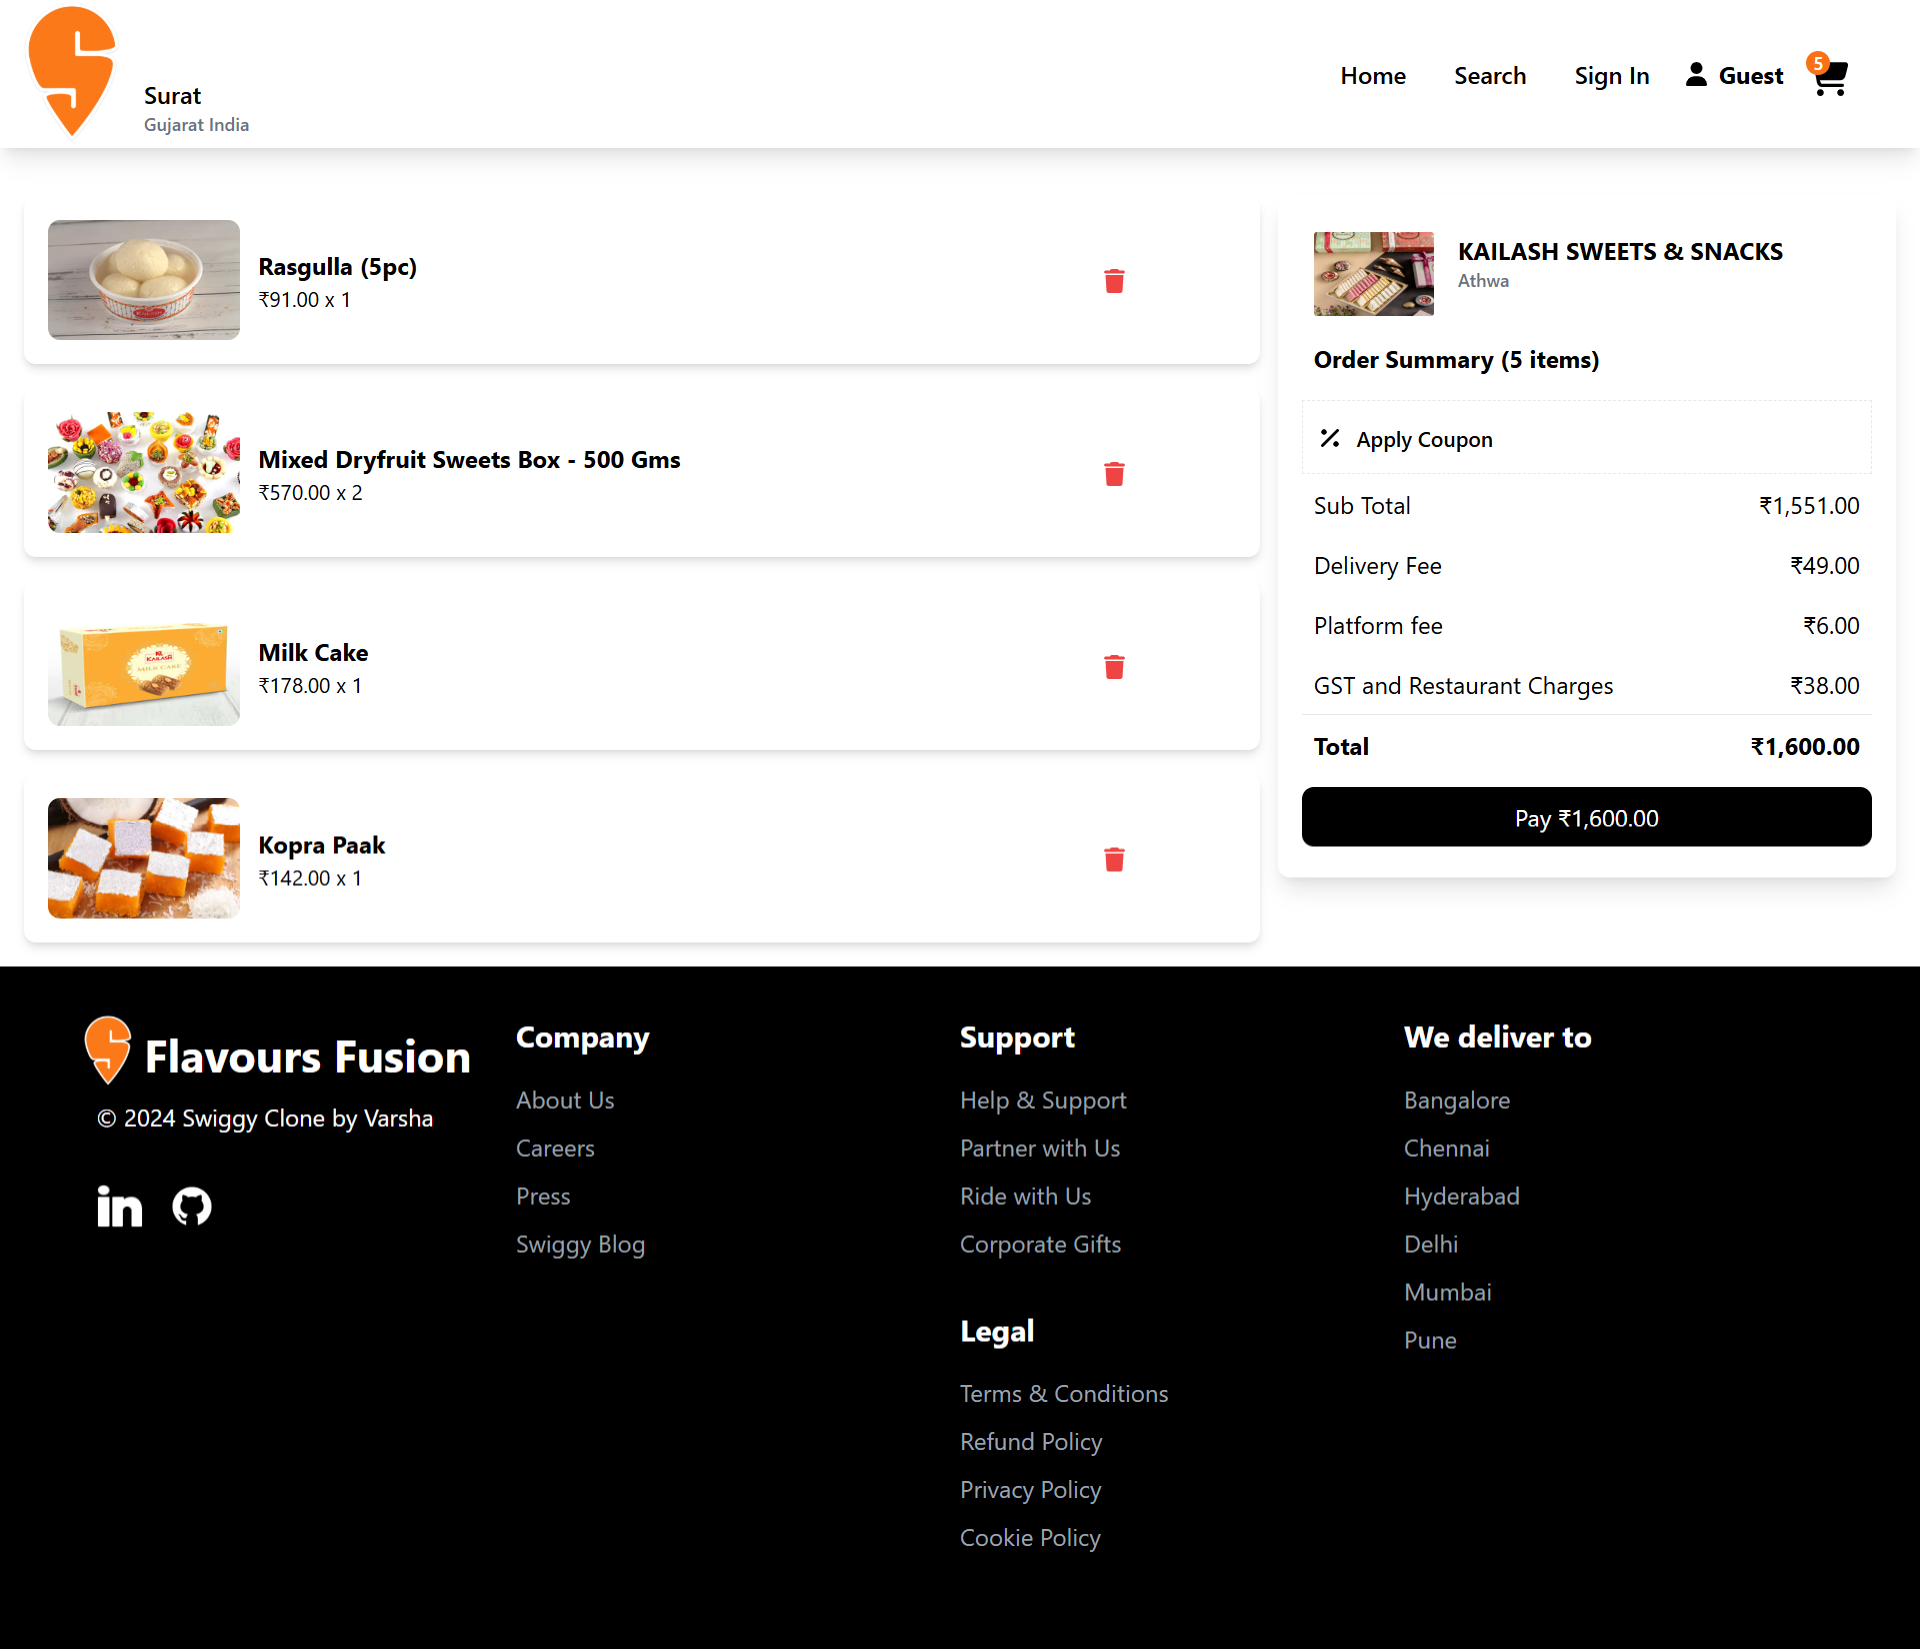 Surat
Gujarat India
Home
Search
Sign In
Guest
5
Rasgulla (5pc)
₹91.00 x 1
Mixed Dryfruit Sweets Box - 500 Gms
₹570.00 x 2
KAILASH
MILK CAKE
Milk Cake
₹178.00 x 1
Kopra Paak
₹142.00 x 1
KAILASH SWEETS & SNACKS
Athwa
Order Summary (5 items)
Apply Coupon
Sub Total ₹1,551.00
Delivery Fee ₹49.00
Platform fee ₹6.00
GST and Restaurant Charges ₹38.00
Total ₹1,600.00
Pay ₹1,600.00
Flavours Fusion
© 2024 Swiggy Clone by Varsha
in
Company
About Us
Careers
Press
Swiggy Blog
Support
Help & Support
Partner with Us
Ride with Us
Corporate Gifts
Legal
Terms & Conditions
Refund Policy
Privacy Policy
Cookie Policy
We deliver to
Bangalore
Chennai
Hyderabad
Delhi
Mumbai
Pune